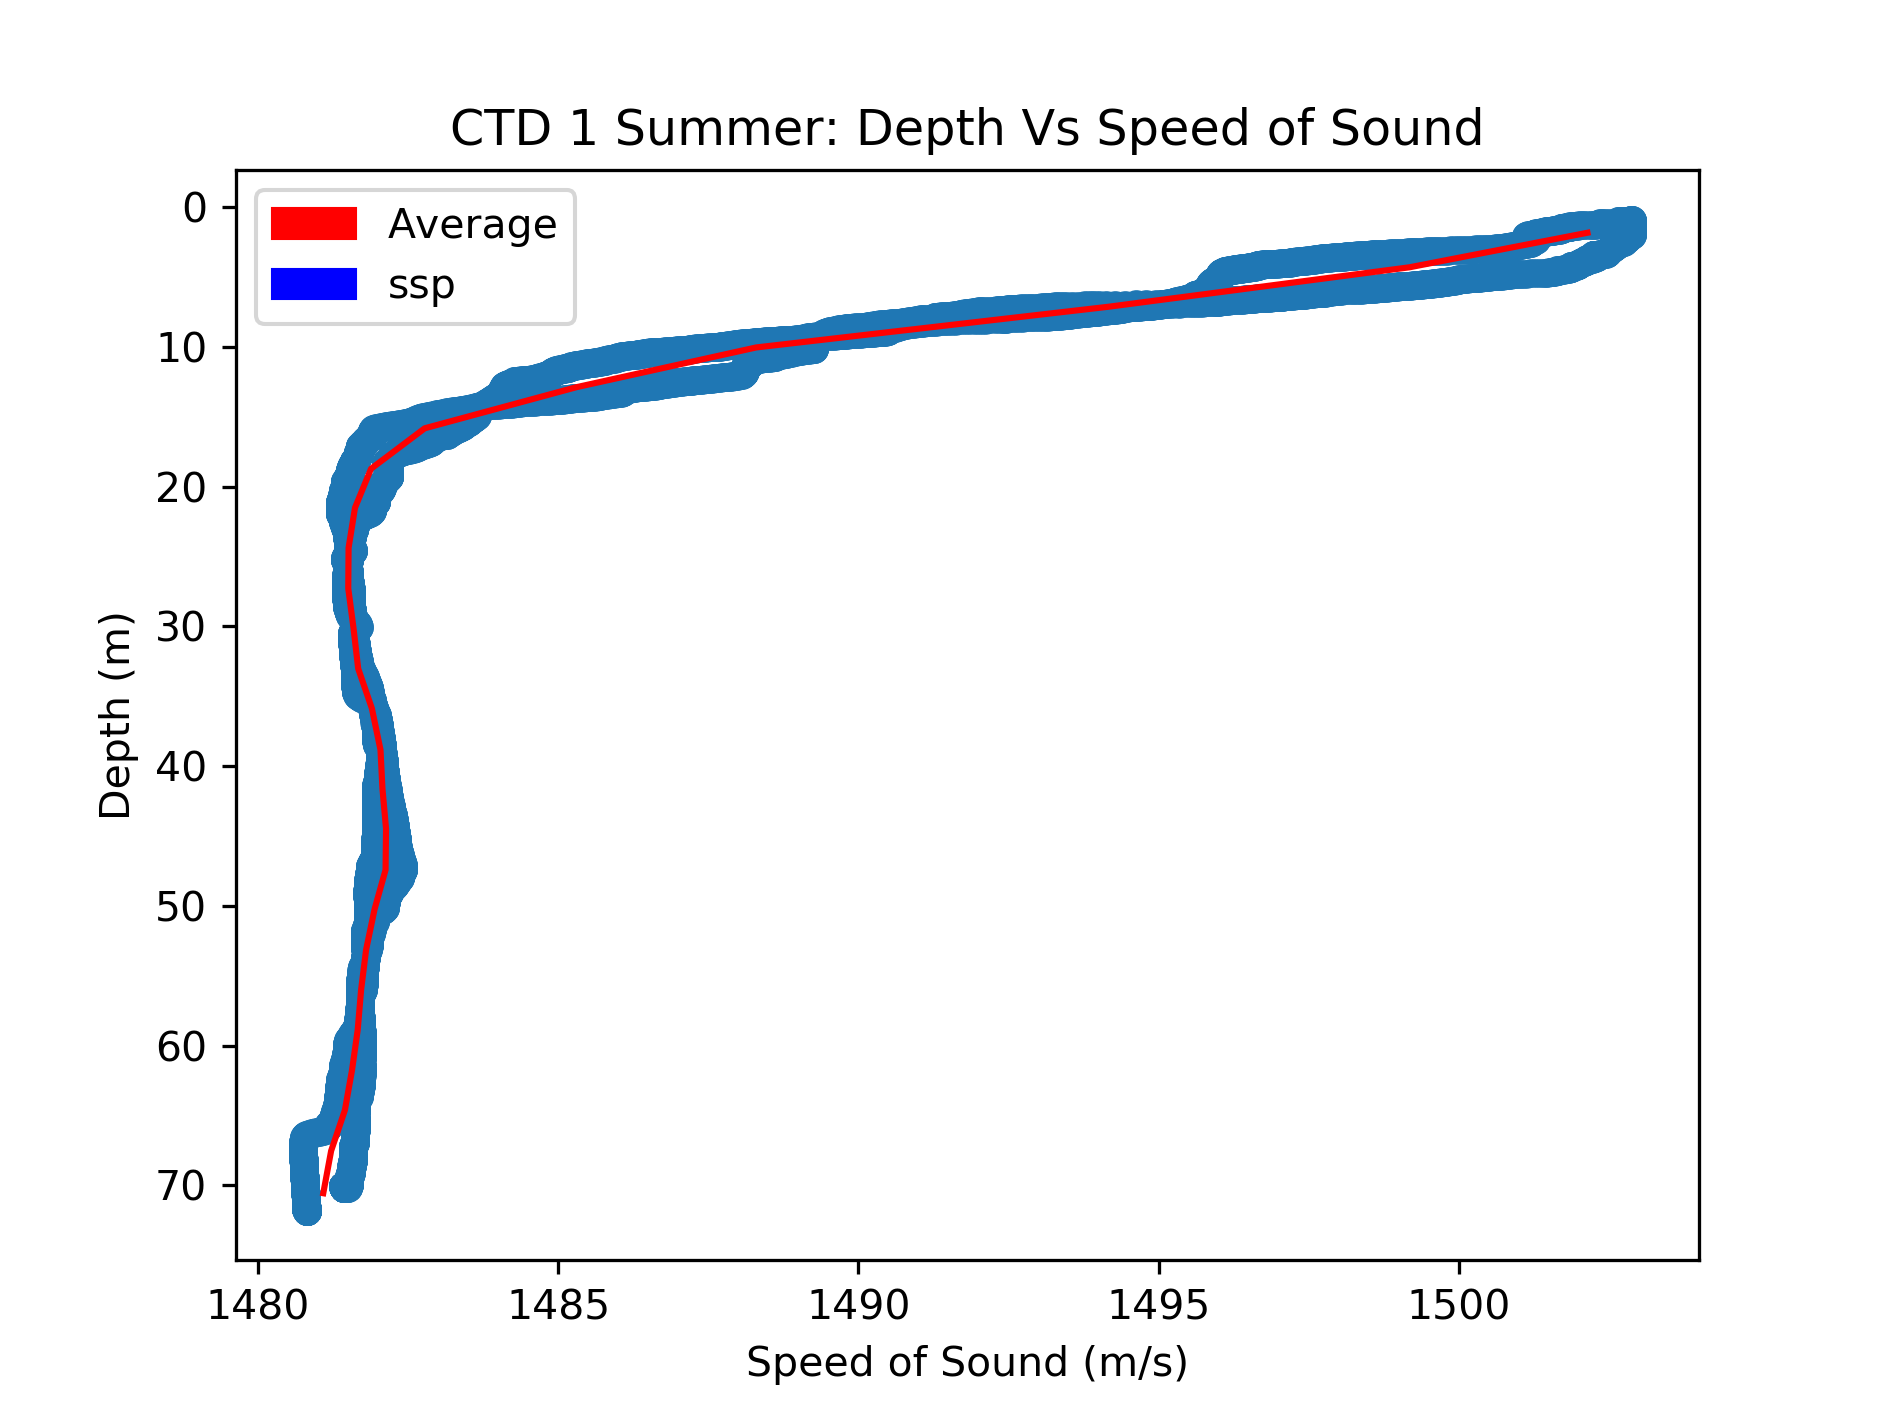 CTD 1 Summer: Depth Vs Speed of Sound
Average
ssp
0
10
20
30
40
50
60
70
Depth (m)
1480 1485 1490 1495 1500
Speed of Sound (m/s)